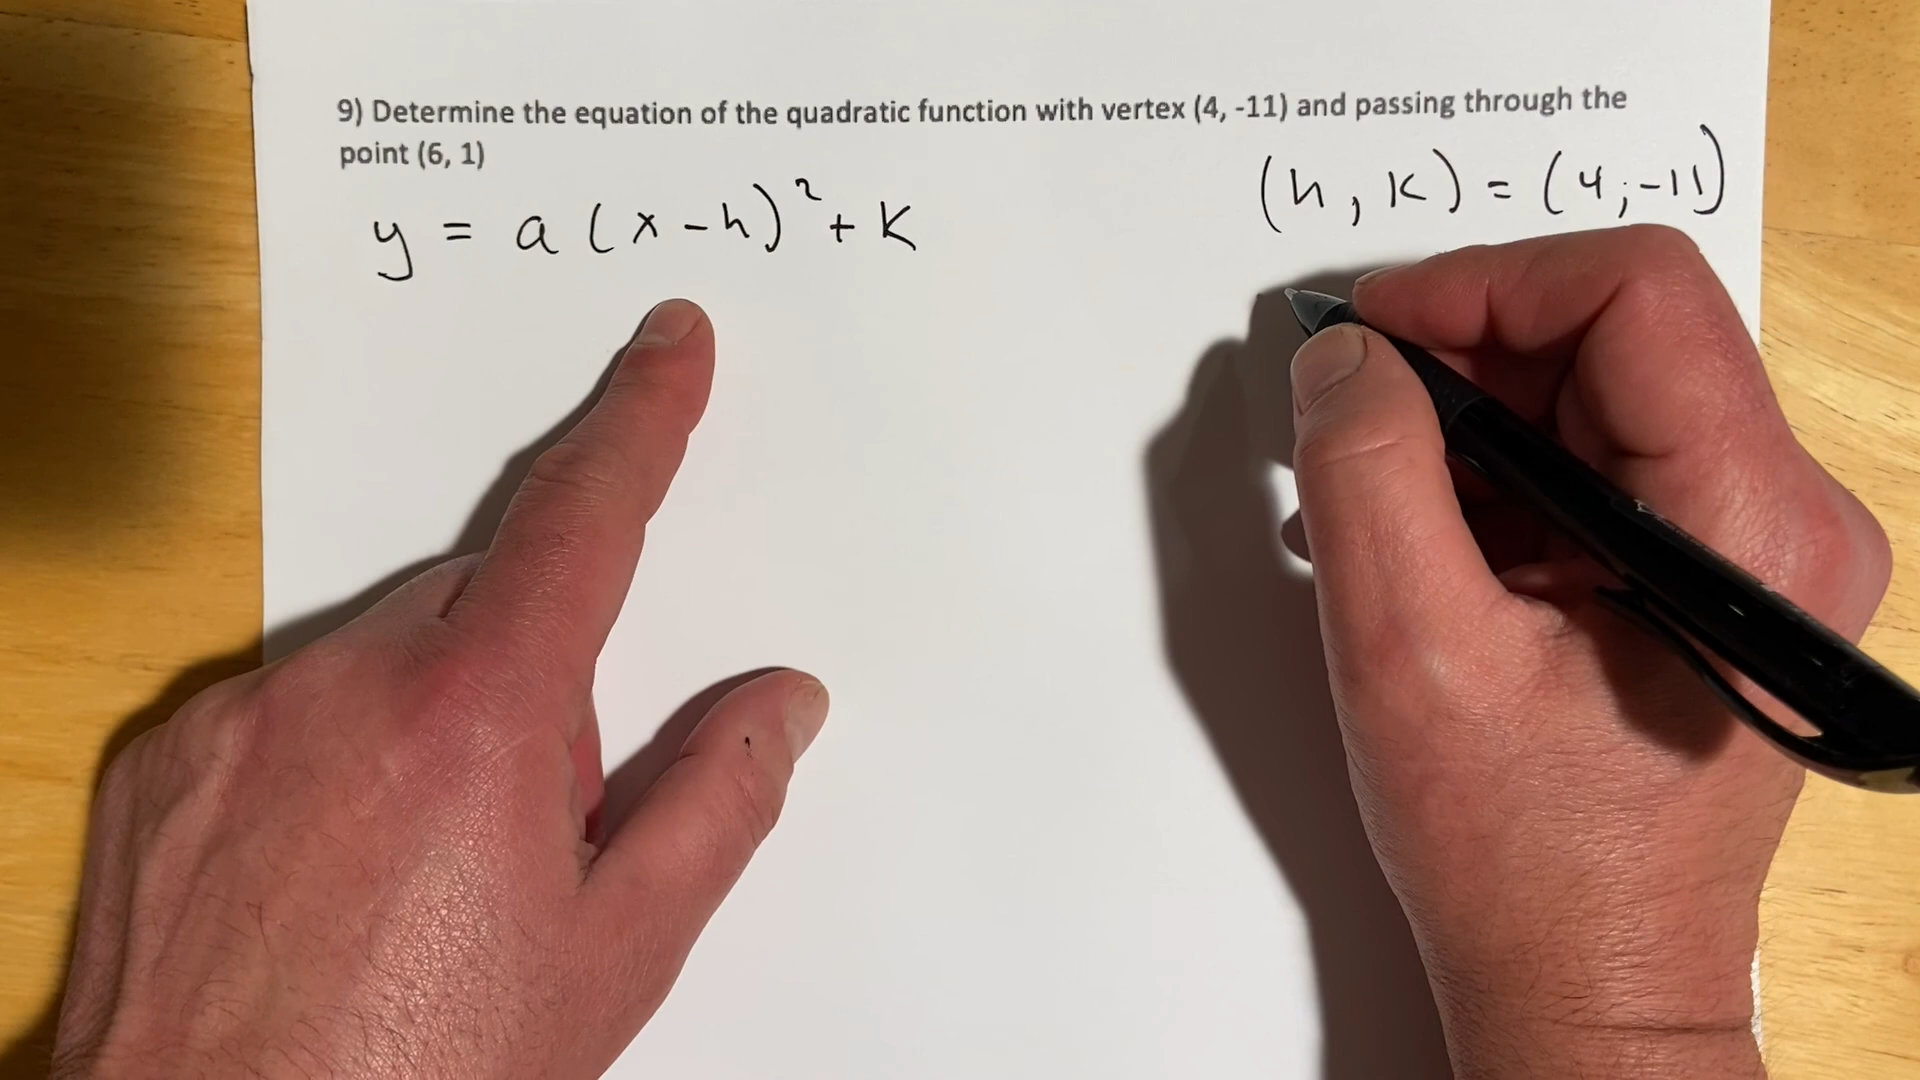 9) Determine the equation of the quadratic function with vertex (4, -11) and passing through the
point (6, 1)
(h, K) = (4, -11)
y = a (x - h)² + K